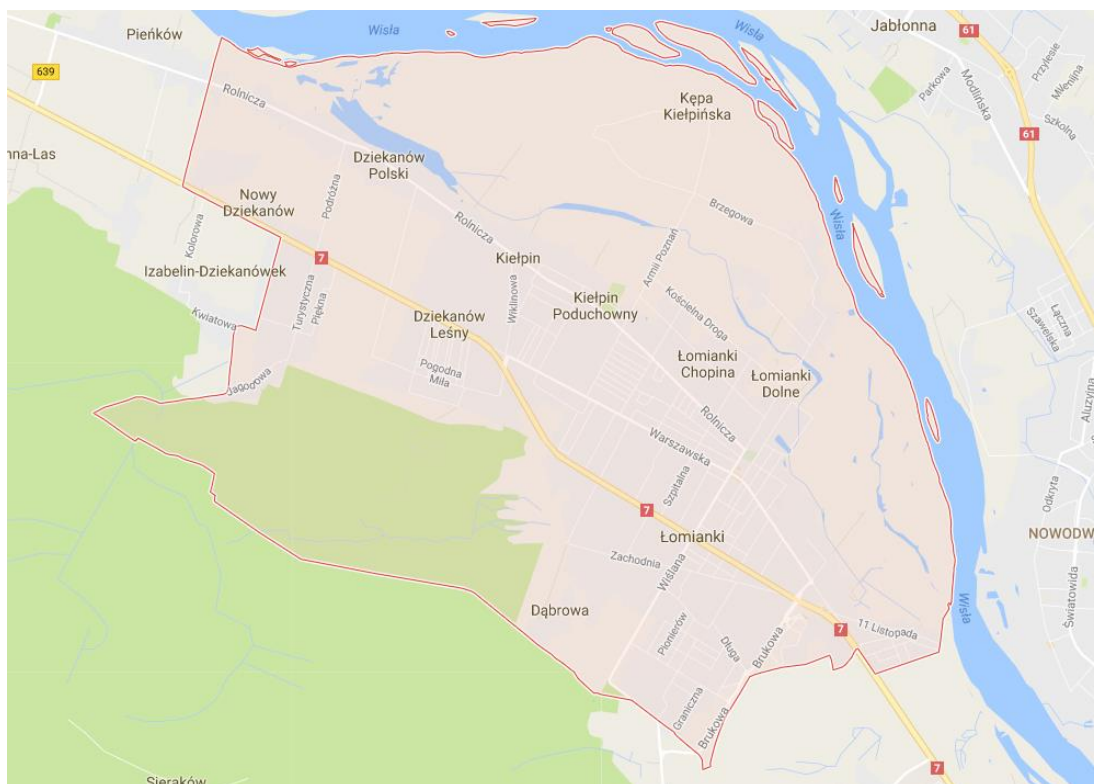 Pieńków
Wisła
Wisła
Jabłonna
61
639
Rolnicza
Parkowa
Modlińska
Przylesie
Szkolna
61
Kępa
Kiełpińska
nna-Las
Dziekanów
Polski
Nowy
Dziekanów
Podróżna
Kolorowa
Rolnicza
Brzegowa
Wisła
7
Kiełpin
Armii Poznań
Izabelin-Dziekanówek
Turystyczna
Piękna
Wiklinowa
Kiełpin
Poduchowny
Kościelna Droga
Kwiatowa
Dziekanów
Leśny
Łączna
Szawelska
Pogodna
Miła
Łomianki
Chopina
Łomianki
Dolne
Jagodowa
Aluzyjna
Rolnicza
Warszawska
Szpitalna
Odkryta
7
Łomianki
NOWODW
Zachodnia
Wiślana
Światowida
Dąbrowa
Wisła
Pionierów
Długa
Brukowa
7
11 Listopada
Graniczna
Brukowa
7
Sieraków